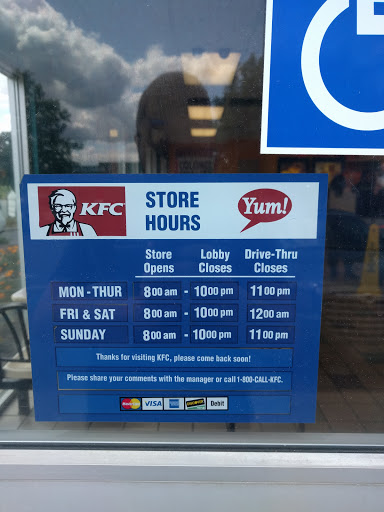 KFC
STORE
HOURS
Yum!
Store Lobby Drive-Thru
Opens Closes Closes
MON - THUR 8:00 am - 10:00 pm 11:00 pm
FRI & SAT 8:00 am - 10:00 pm 12:00 am
SUNDAY 8:00 am - 10:00 pm 11:00 pm
Thanks for visiting KFC, please come back soon!
Please share your comments with the manager or call 1-800-CALL-KFC.
MasterCard VISA Debit